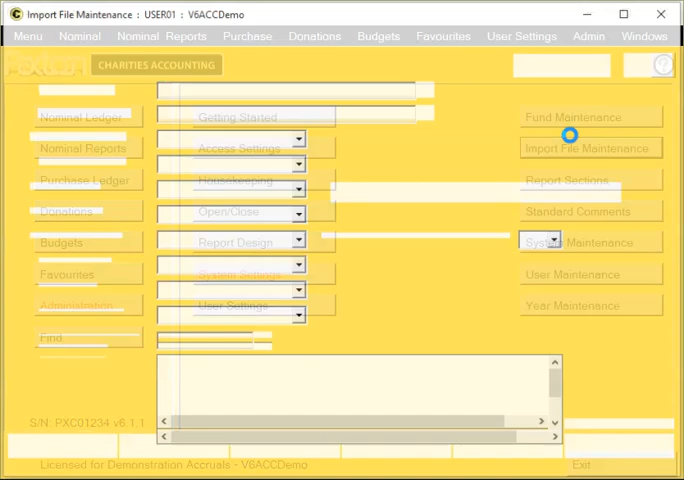 Import File Maintenance : USER01 : V6ACCDemo
Menu Nominal Nominal Reports Purchase Donations Budgets Favourites User Settings Admin Windows
CHARITIES ACCOUNTING
Nominal Ledger Getting Started Fund Maintenance
Nominal Reports Access Settings Import File Maintenance
Purchase Ledger Housekeeping Report Sections
Donations Open/Close Standard Comments
Budgets Report Design System Maintenance
Favourites System Settings User Maintenance
Administration User Settings Year Maintenance
Find
S/N: PXC01234 v6.1.1
Licensed for Demonstration Accruals - V6ACCDemo Exit